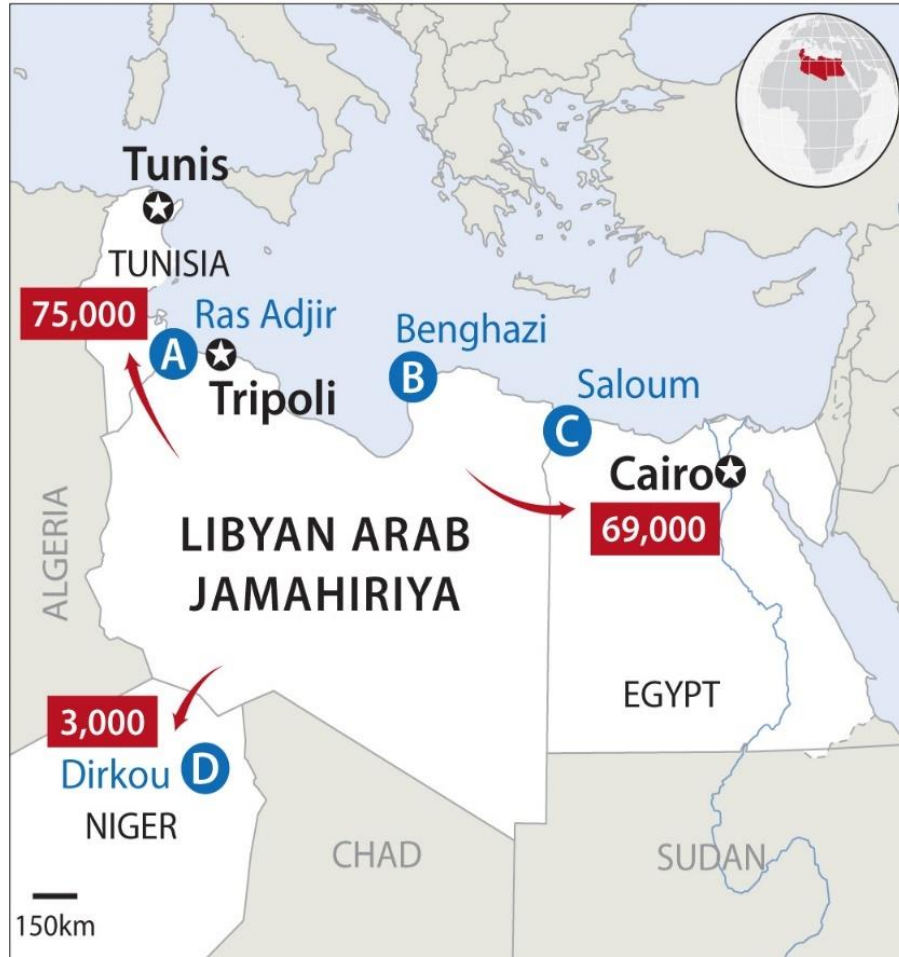 Tunis
TUNISIA
75,000
Ras Adjir
A
Tripoli
Benghazi
B
Saloum
C
Cairo
69,000
ALGERIA
LIBYAN ARAB
JAMAHIRIYA
EGYPT
3,000
Dirkou D
NIGER
CHAD
SUDAN
150km